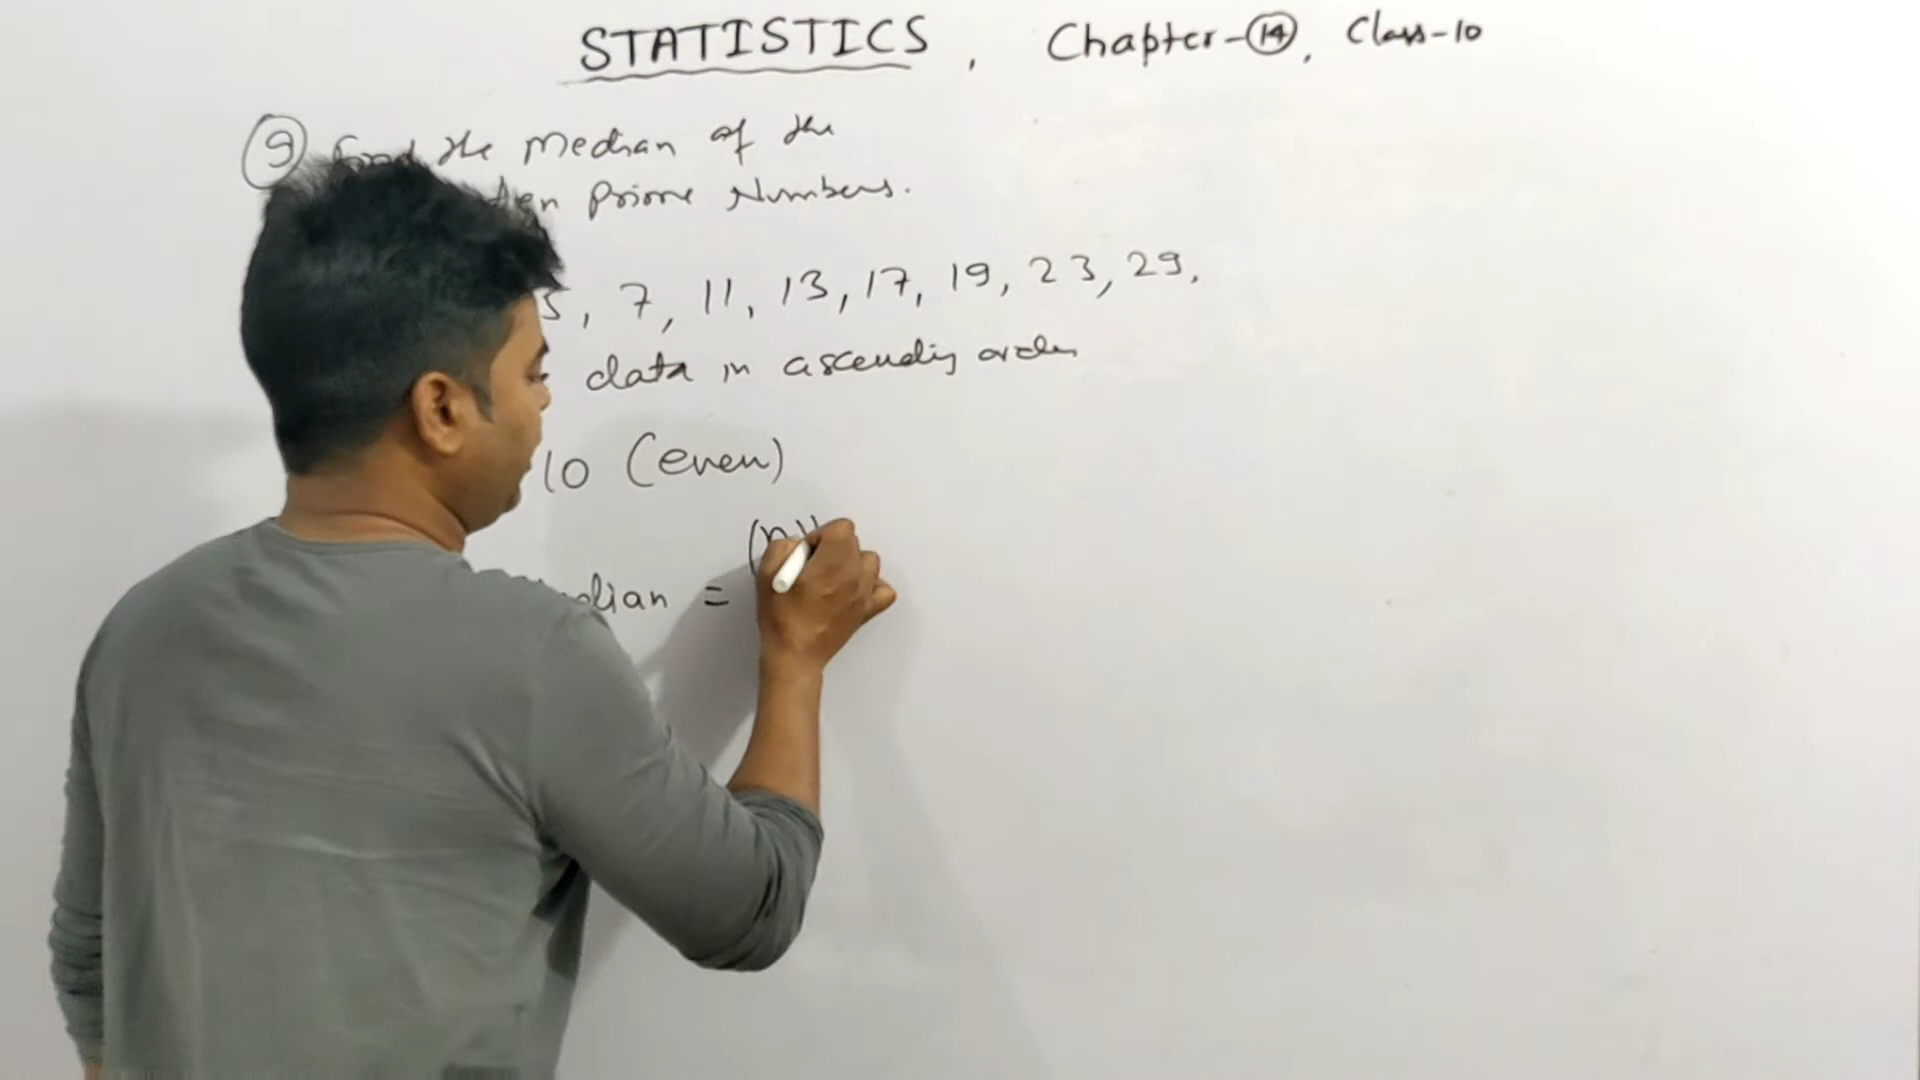 STATISTICS, Chapter-14, Class-10
9 Find the Median of the
ten Prime Numbers.
5, 7, 11, 13, 17, 19, 23, 29.
data in ascending order
10 (even)
=